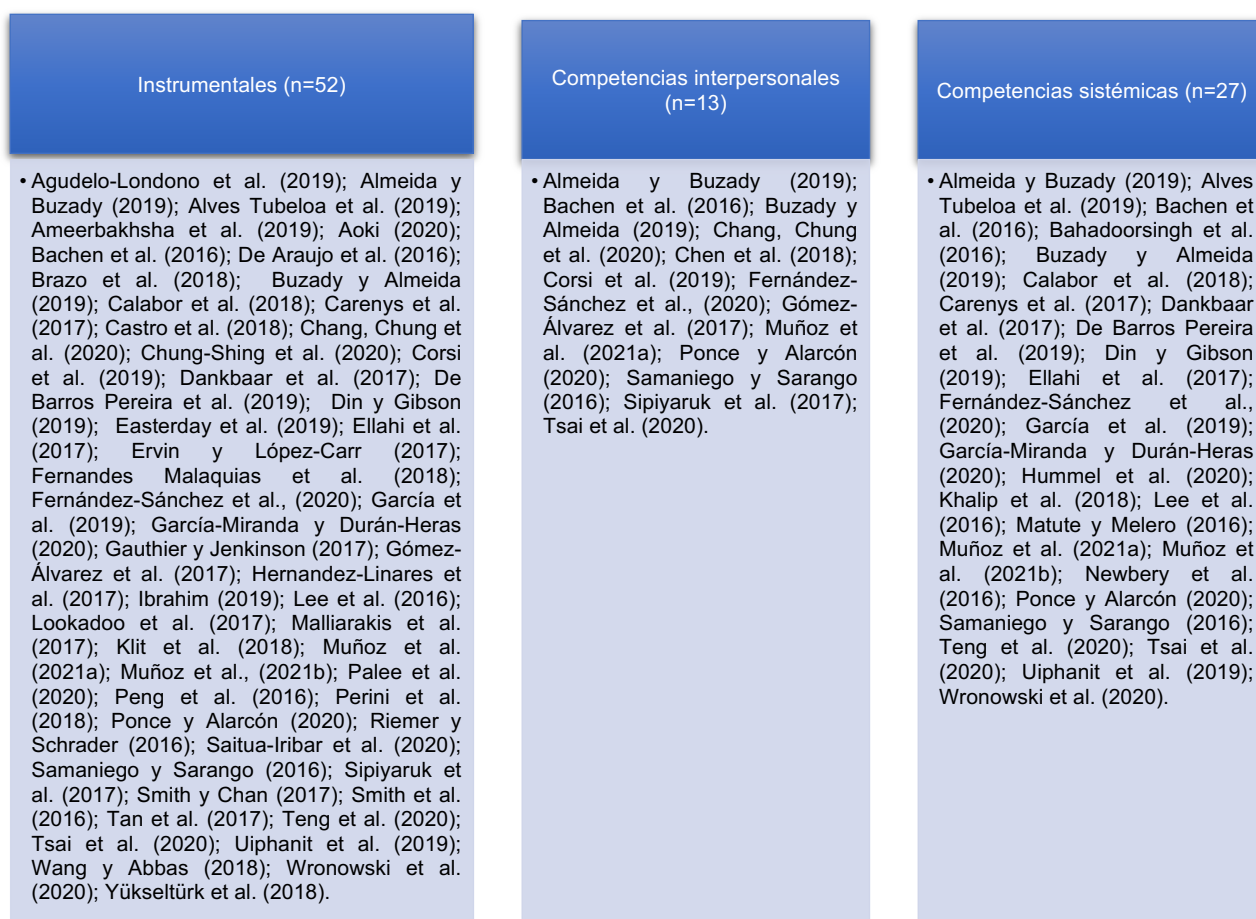 Instrumentales (n=52)
• Agudelo-Londono et al. (2019); Almeida y
Buzady (2019); Alves Tubeloa et al. (2019);
Ameerbakhsha et al. (2019); Aoki (2020);
Bachen et al. (2016); De Araujo et al. (2016);
Brazo et al. (2018); Buzady y Almeida
(2019); Calabor et al. (2018); Carenys et al.
(2017); Castro et al. (2018); Chang, Chung et
al. (2020); Chung-Shing et al. (2020); Corsi
et al. (2019); Dankbaar et al. (2017); De
Barros Pereira et al. (2019); Din y Gibson
(2019); Easterday et al. (2019); Ellahi et al.
(2017); Ervin y López-Carr (2017);
Fernandes Malaquias et al. (2018);
Fernández-Sánchez et al., (2020); García et
al. (2019); García-Miranda y Durán-Heras
(2020); Gauthier y Jenkinson (2017); Gómez-
Álvarez et al. (2017); Hernandez-Linares et
al. (2017); Ibrahim (2019); Lee et al. (2016);
Lookadoo et al. (2017); Malliarakis et al.
(2017); Klit et al. (2018); Muñoz et al.
(2021a); Muñoz et al., (2021b); Palee et al.
(2020); Peng et al. (2016); Perini et al.
(2018); Ponce y Alarcón (2020); Riemer y
Schrader (2016); Saitua-Iribar et al. (2020);
Samaniego y Sarango (2016); Sipiyaruk et
al. (2017); Smith y Chan (2017); Smith et al.
(2016); Tan et al. (2017); Teng et al. (2020);
Tsai et al. (2020); Uiphanit et al. (2019);
Wang y Abbas (2018); Wronowski et al.
(2020); Yükseltürk et al. (2018).
Competencias interpersonales
(n=13)
• Almeida y Buzady (2019);
Bachen et al. (2016); Buzady y
Almeida (2019); Chang, Chung
et al. (2020); Chen et al. (2018);
Corsi et al. (2019); Fernández-
Sánchez et al., (2020); Gómez-
Álvarez et al. (2017); Muñoz et
al. (2021a); Ponce y Alarcón
(2020); Samaniego y Sarango
(2016); Sipiyaruk et al. (2017);
Tsai et al. (2020).
Competencias sistémicas (n=27)
• Almeida y Buzady (2019); Alves
Tubeloa et al. (2019); Bachen et
al. (2016); Bahadoorsingh et al.
(2016); Buzady y Almeida
(2019); Calabor et al. (2018);
Carenys et al. (2017); Dankbaar
et al. (2017); De Barros Pereira
et al. (2019); Din y Gibson
(2019); Ellahi et al. (2017);
Fernández-Sánchez et al.,
(2020); García et al. (2019);
García-Miranda y Durán-Heras
(2020); Hummel et al. (2020);
Khalip et al. (2018); Lee et al.
(2016); Matute y Melero (2016);
Muñoz et al. (2021a); Muñoz et
al. (2021b); Newbery et al.
(2016); Ponce y Alarcón (2020);
Samaniego y Sarango (2016);
Teng et al. (2020); Tsai et al.
(2020); Uiphanit et al. (2019);
Wronowski et al. (2020).